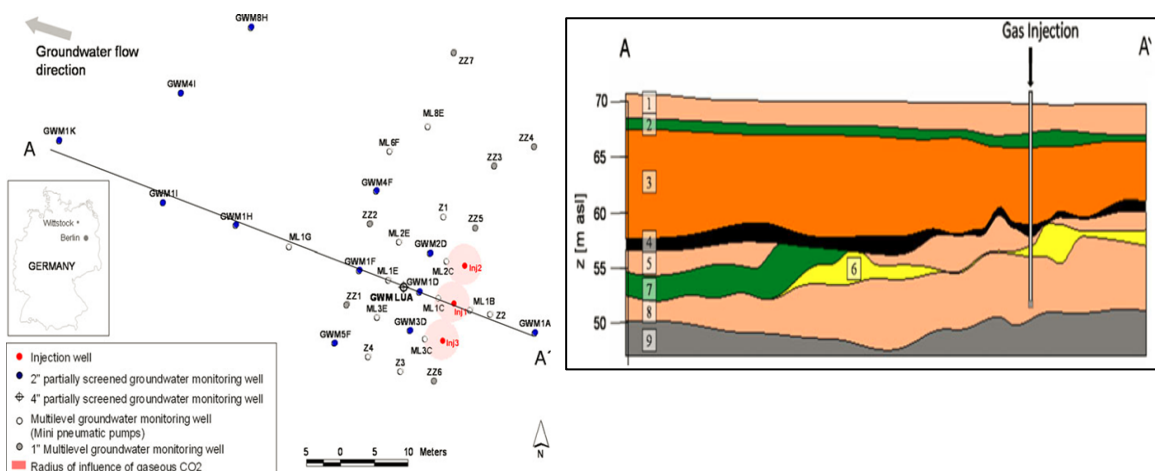 GWM8H
Groundwater flow
direction
ZZ7
GWM4I
ML8E
GWM1K
ZZ4
ML6F
A
ZZ3
GWM4F
GWM1I
Z1
ZZ2
ZZ5
GWM1H
ML2E
ML1G
GWM2D
Wittstock
Berlin
GERMANY
ML2C
Inj2
GWM1F
ML1E
GWM1D
GWM LUA
ZZ1
ML1C
Inj1
ML1B
ML3E
Z2
GWM3D
GWM1A
GWM5F
ML3C
Inj3
A´
Z4
Z3
ZZ6
Injection well
2" partially screened groundwater monitoring well
4" partially screened groundwater monitoring well
Multilevel groundwater monitoring well
(Mini pneumatic pumps)
1" Multilevel groundwater monitoring well
Radius of influence of gaseous CO2
5 0 5 10 Meters
N
Gas Injection
A A`
70
65
60
55
50
z [m asl]
1
2
3
4
5
6
7
8
9